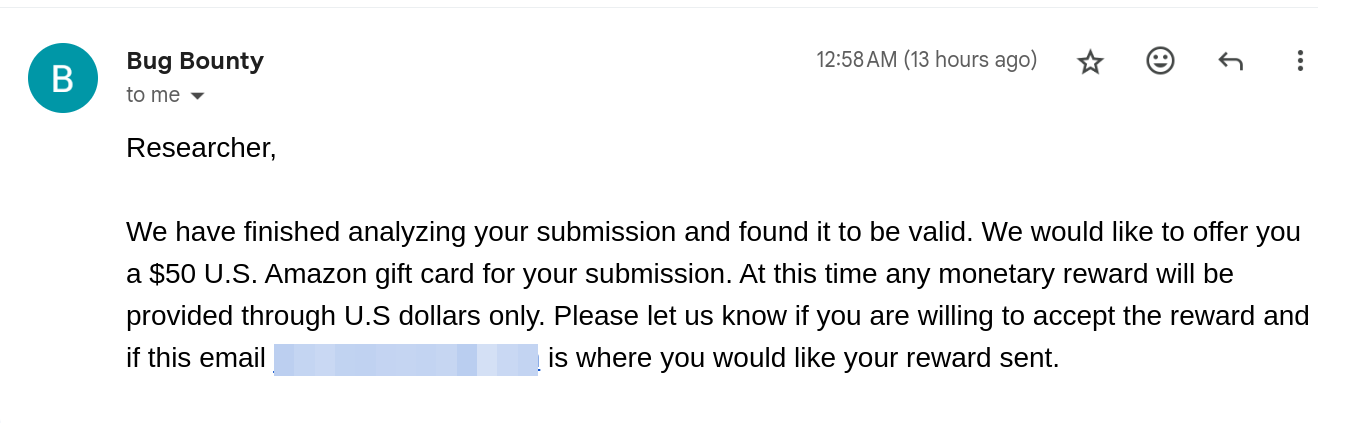 B
Bug Bounty
12:58 AM (13 hours ago)
to me
Researcher,
We have finished analyzing your submission and found it to be valid. We would like to offer you
a $50 U.S. Amazon gift card for your submission. At this time any monetary reward will be
provided through U.S dollars only. Please let us know if you are willing to accept the reward and
if this email is where you would like your reward sent.